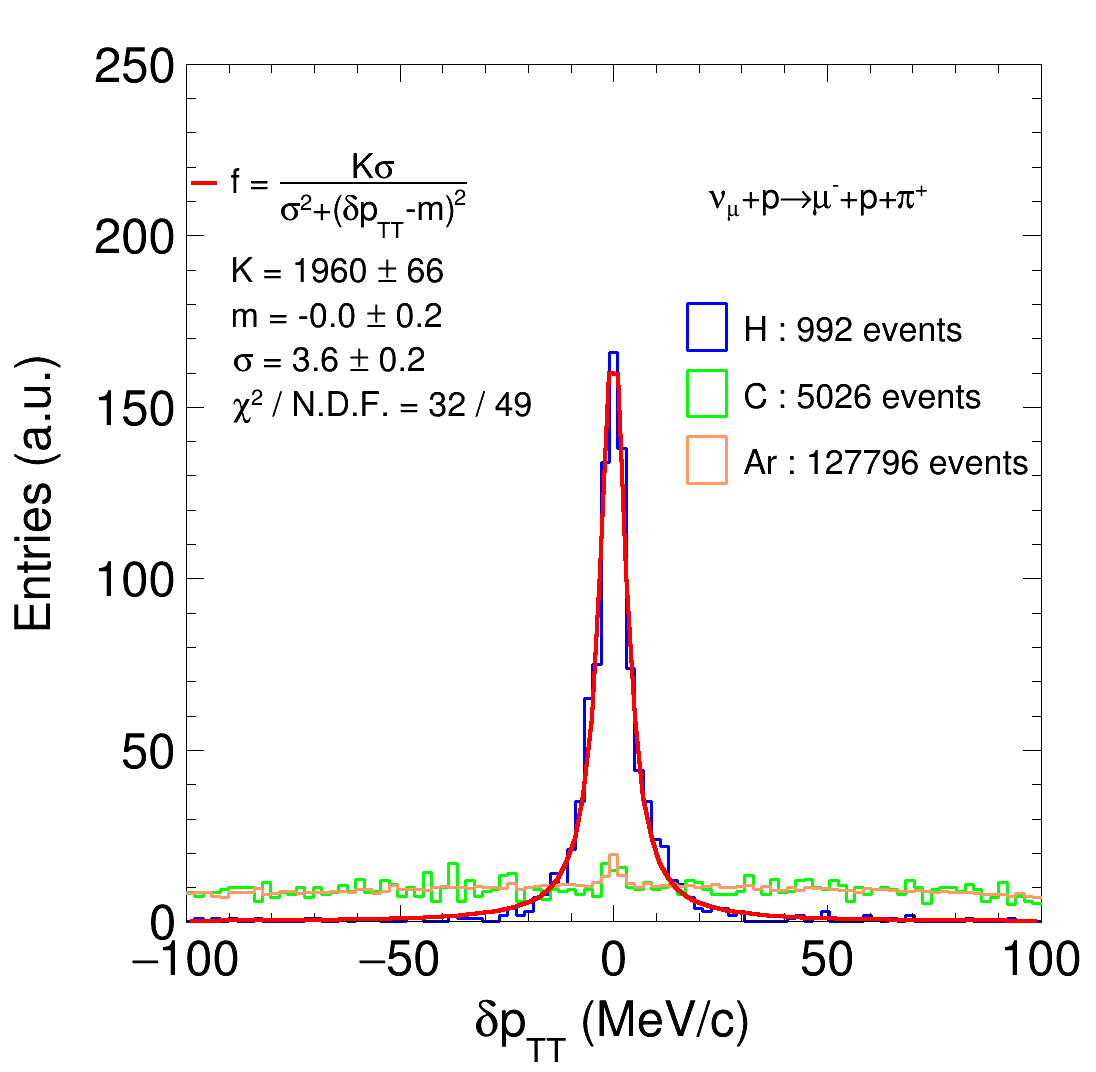 250
200
150
100
50
0
Entries (a.u.)
f = Kσ / σ²+(δp_TT-m)²
K = 1960 ± 66
m = -0.0 ± 0.2
σ = 3.6 ± 0.2
χ² / N.D.F. = 32 / 49
ν_μ+p→μ⁻+p+π⁺
H : 992 events
C : 5026 events
Ar : 127796 events
−100 −50 0 50 100
δp_TT (MeV/c)